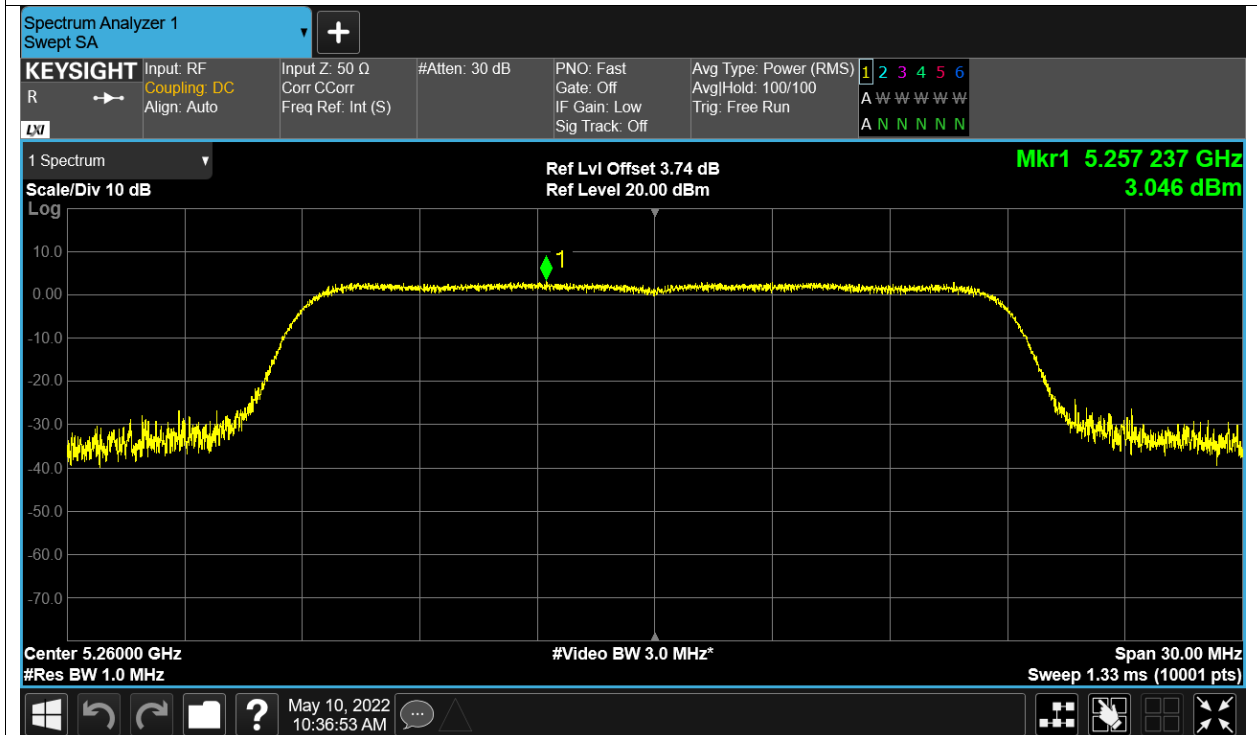 Spectrum Analyzer 1
Swept SA
+
KEYSIGHT
R
LXI
Input: RF
Coupling: DC
Align: Auto
Input Z: 50 Ω
Corr CCorr
Freq Ref: Int (S)
#Atten: 30 dB
PNO: Fast
Gate: Off
IF Gain: Low
Sig Track: Off
Avg Type: Power (RMS)
Avg|Hold: 100/100
Trig: Free Run
1 2 3 4 5 6
A W W W W W
A N N N N N
1 Spectrum
Scale/Div 10 dB
Log
Ref Lvl Offset 3.74 dB
Ref Level 20.00 dBm
Mkr1 5.257 237 GHz
3.046 dBm
10.0
1
0.00
-10.0
-20.0
-30.0
-40.0
-50.0
-60.0
-70.0
Center 5.26000 GHz
#Res BW 1.0 MHz
#Video BW 3.0 MHz*
Span 30.00 MHz
Sweep 1.33 ms (10001 pts)
?
May 10, 2022
10:36:53 AM